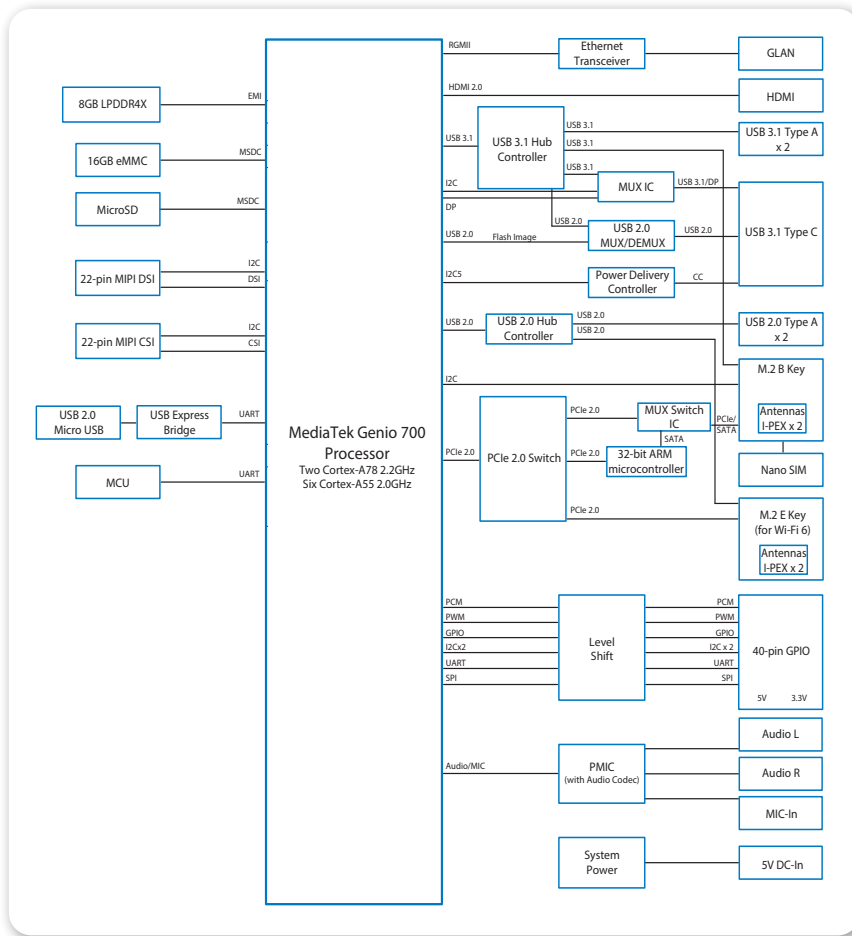 RGMII
Ethernet
Transceiver
GLAN
HDMI 2.0
HDMI
8GB LPDDR4X
EMI
USB 3.1
USB 3.1 Hub
Controller
USB 3.1
USB 3.1
USB 3.1
USB 3.1 Type A
x 2
16GB eMMC
MSDC
I2C
DP
MUX IC
USB 3.1/DP
USB 3.1 Type C
MicroSD
MSDC
USB 2.0
USB 2.0
Flash Image
USB 2.0
MUX/DEMUX
USB 2.0
22-pin MIPI DSI
I2C
DSI
I2C5
Power Delivery
Controller
CC
22-pin MIPI CSI
I2C
CSI
USB 2.0
USB 2.0 Hub
Controller
USB 2.0
USB 2.0
USB 2.0 Type A
x 2
I2C
M.2 B Key
Antennas
I-PEX x 2
USB 2.0
Micro USB
USB Express
Bridge
UART
MediaTek Genio 700
Processor
Two Cortex-A78 2.2GHz
Six Cortex-A55 2.0GHz
PCIe 2.0
PCIe 2.0 Switch
PCIe 2.0
MUX Switch
IC
PCIe/
SATA
SATA
PCIe 2.0
32-bit ARM
microcontroller
Nano SIM
MCU
UART
PCIe 2.0
M.2 E Key
(for Wi-Fi 6)
Antennas
I-PEX x 2
PCM
PWM
GPIO
I2Cx2
UART
SPI
Level
Shift
PCM
PWM
GPIO
I2C x 2
UART
SPI
40-pin GPIO
5V
3.3V
Audio/MIC
PMIC
(with Audio Codec)
Audio L
Audio R
MIC-In
System
Power
5V DC-In